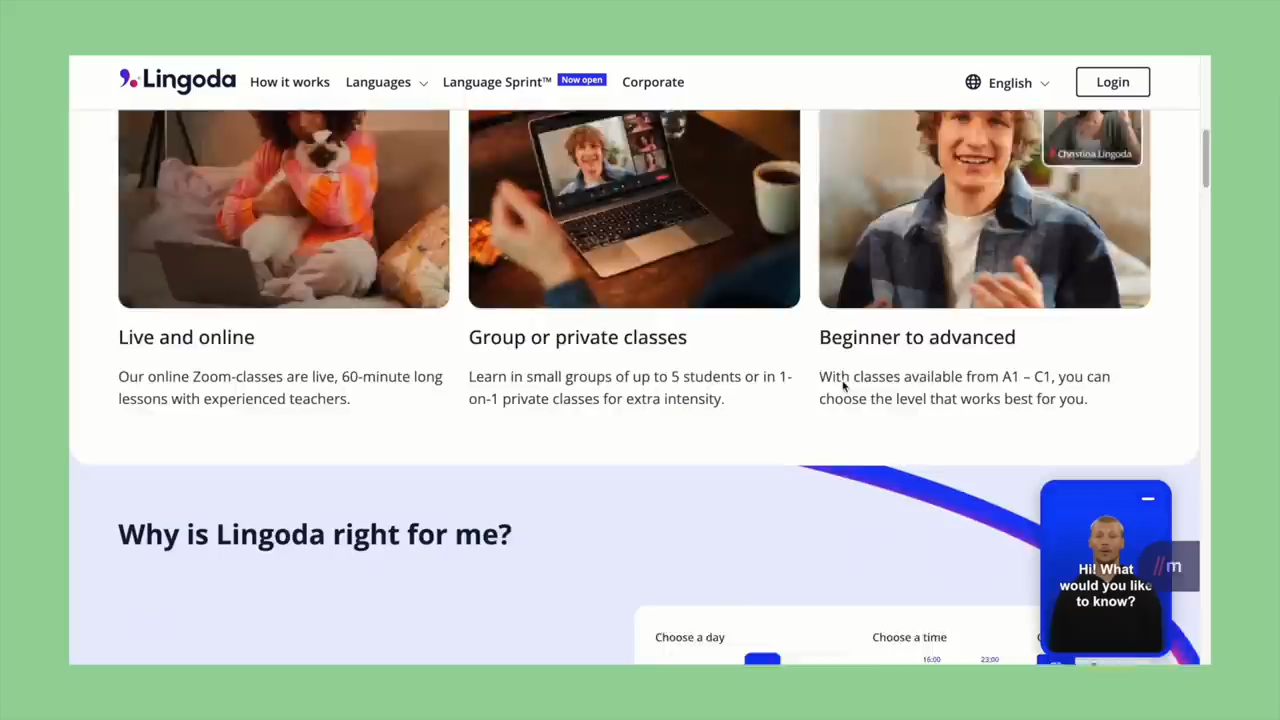 Lingoda How it works Languages Language Sprint™ Now open Corporate English Login
Christina Lingoda
Live and online
Our online Zoom-classes are live, 60-minute long
lessons with experienced teachers.
Group or private classes
Learn in small groups of up to 5 students or in 1-
on-1 private classes for extra intensity.
Beginner to advanced
With classes available from A1 – C1, you can
choose the level that works best for you.
Why is Lingoda right for me?
Hi! What
would you like
to know?
//m
Choose a day
Choose a time
16:00 23:00